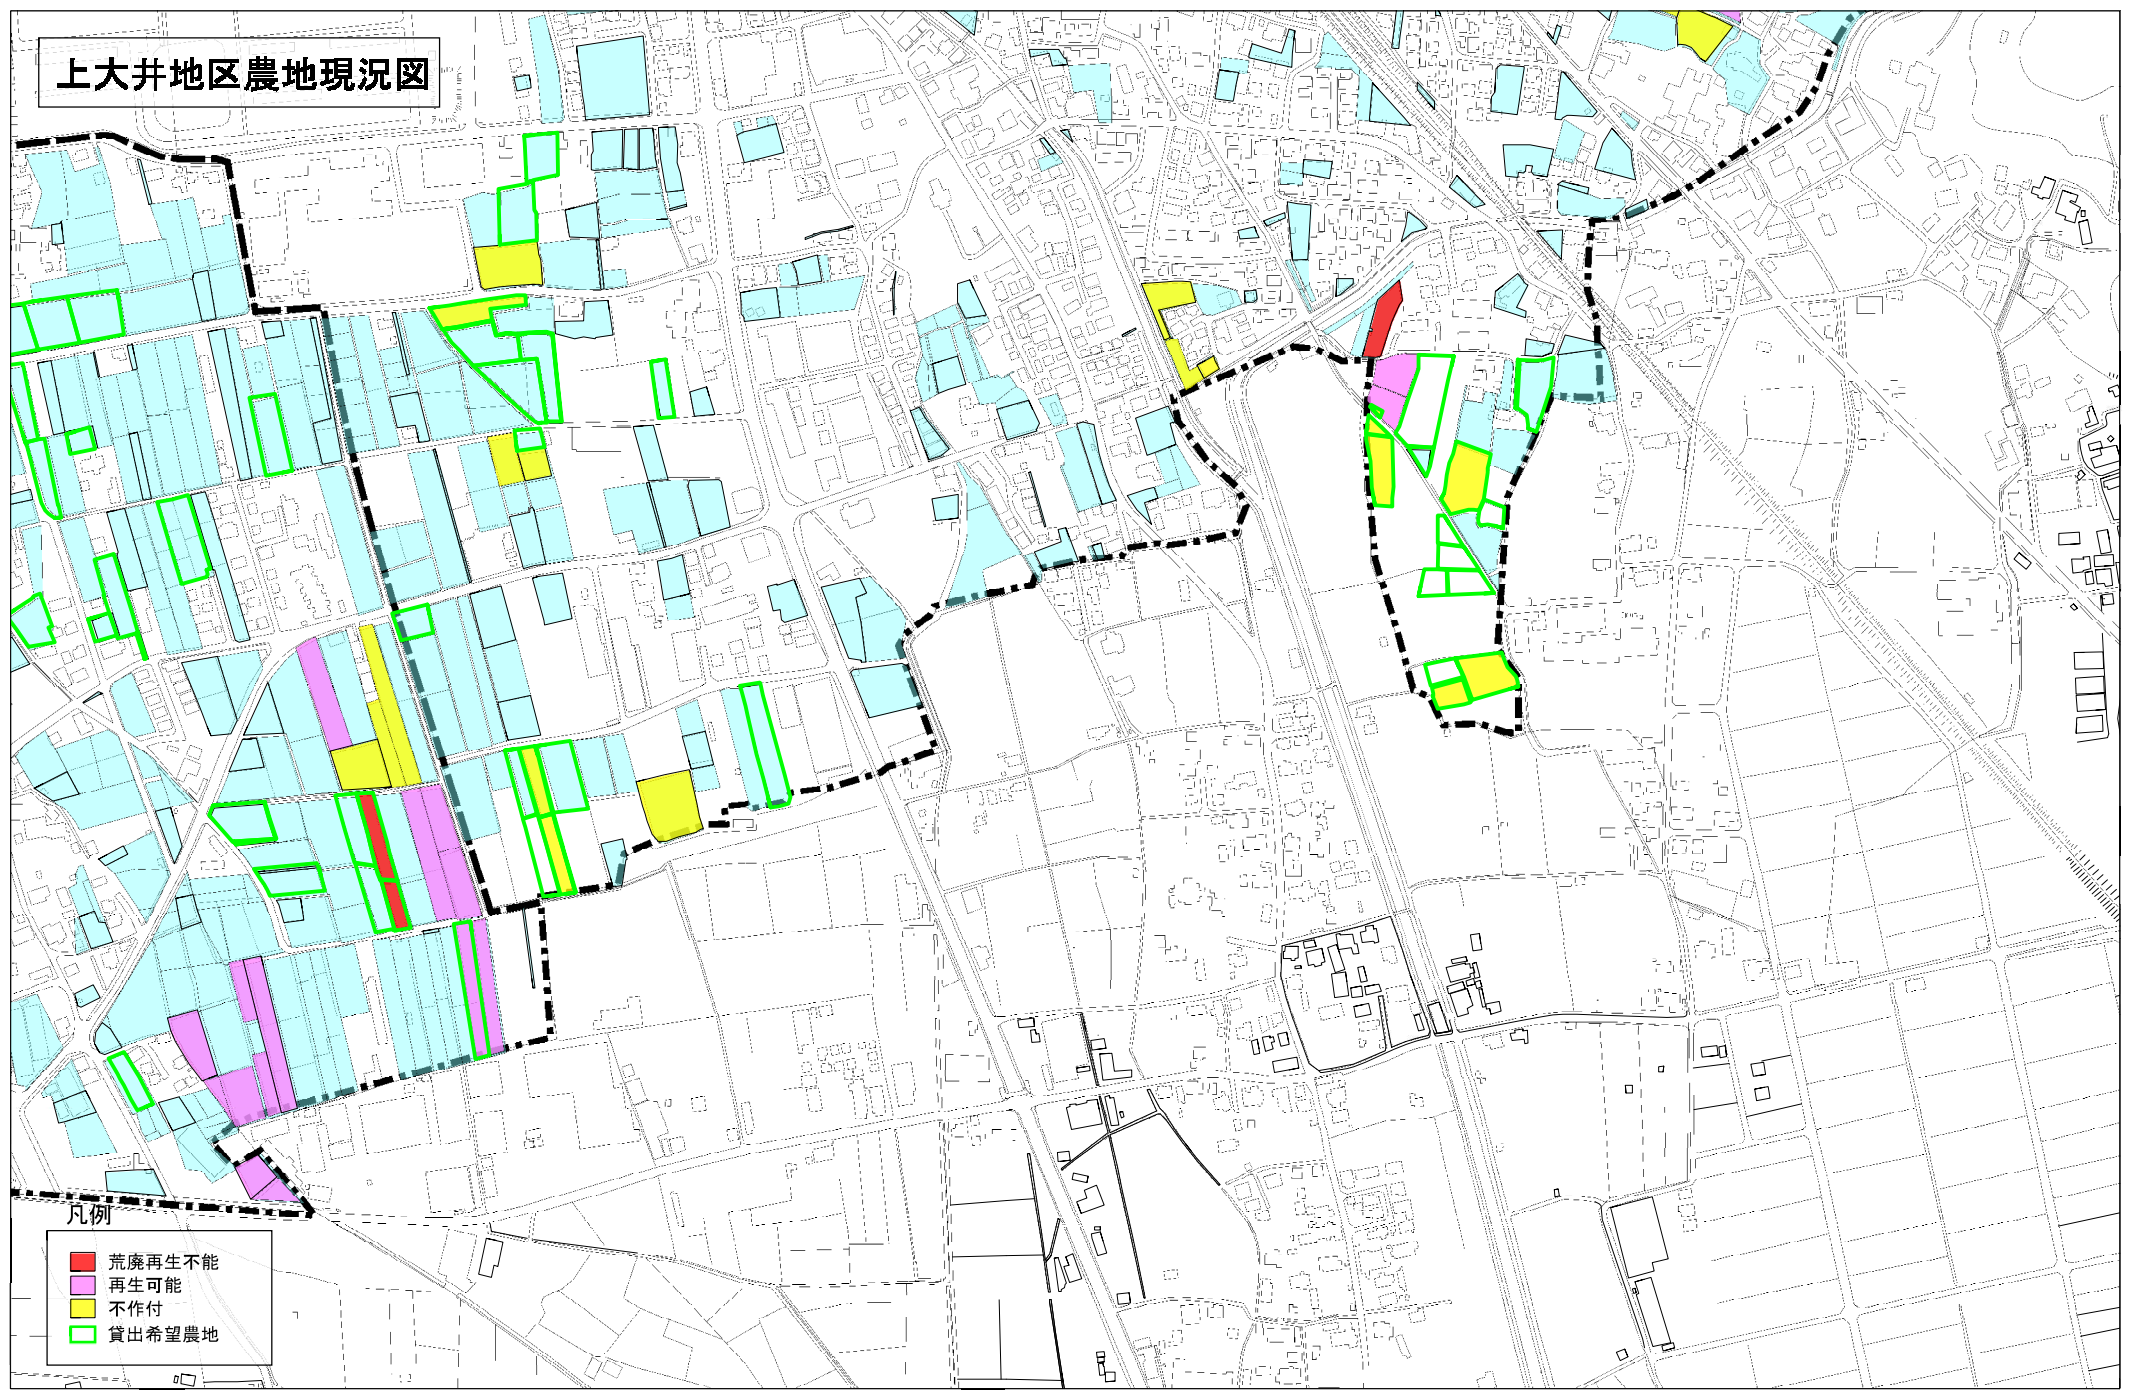 上大井地区農地現況図
凡例
荒廃再生不能
再生可能
不作付
貸出希望農地